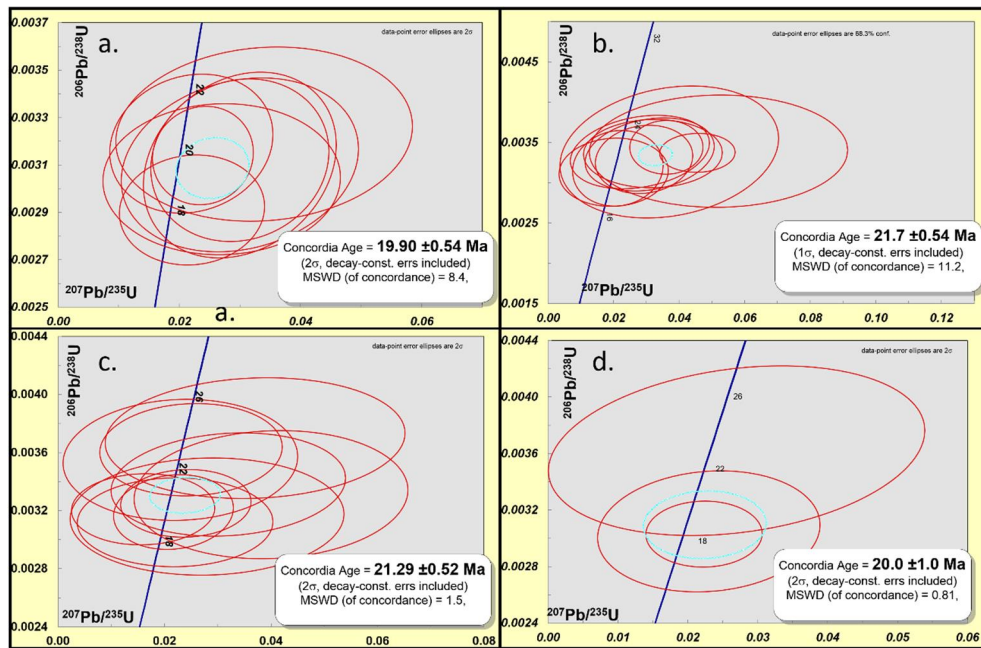 a.
data-point error ellipses are 2σ
206Pb/238U
0.0037
0.0035
0.0033
0.0031
0.0029
0.0027
0.0025
22
20
18
Concordia Age = 19.90 ±0.54 Ma
(2σ, decay-const. errs included)
MSWD (of concordance) = 8.4,
207Pb/235U
0.00 0.02 0.04 0.06
a.
b.
data-point error ellipses are 68.3% conf.
206Pb/238U
0.0045
0.0035
0.0025
0.0015
32
24
16
Concordia Age = 21.7 ±0.54 Ma
(1σ, decay-const. errs included)
MSWD (of concordance) = 11.2,
207Pb/235U
0.00 0.02 0.04 0.06 0.08 0.10 0.12
c.
data-point error ellipses are 2σ
206Pb/238U
0.0044
0.0040
0.0036
0.0032
0.0028
0.0024
26
22
18
Concordia Age = 21.29 ±0.52 Ma
(2σ, decay-const. errs included)
MSWD (of concordance) = 1.5,
207Pb/235U
0.00 0.02 0.04 0.06 0.08
d.
data-point error ellipses are 2σ
206Pb/238U
0.0044
0.0040
0.0036
0.0032
0.0028
0.0024
26
22
18
Concordia Age = 20.0 ±1.0 Ma
(2σ, decay-const. errs included)
MSWD (of concordance) = 0.81,
207Pb/235U
0.00 0.01 0.02 0.03 0.04 0.05 0.06